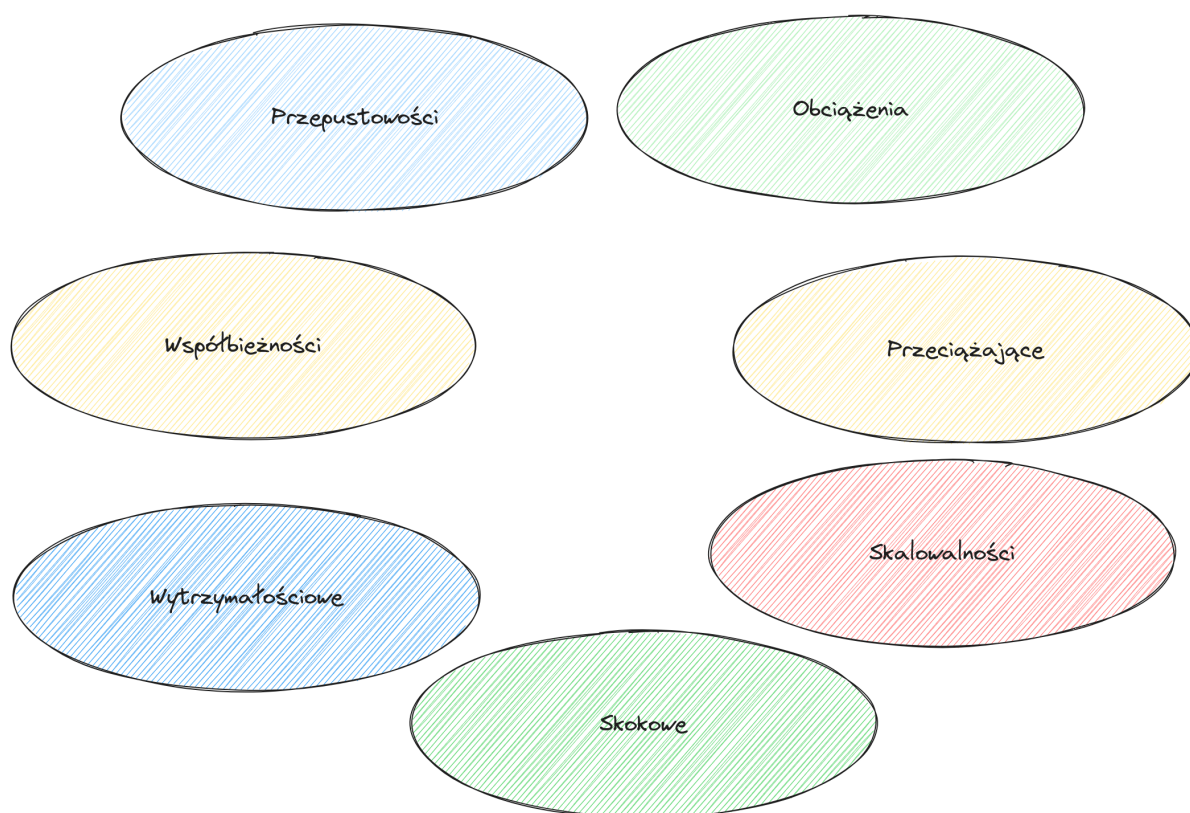 Przepustowości
Obciążenia
Współbieżności
Przeciążające
Skalowalności
Wytrzymałościowe
Skokowe